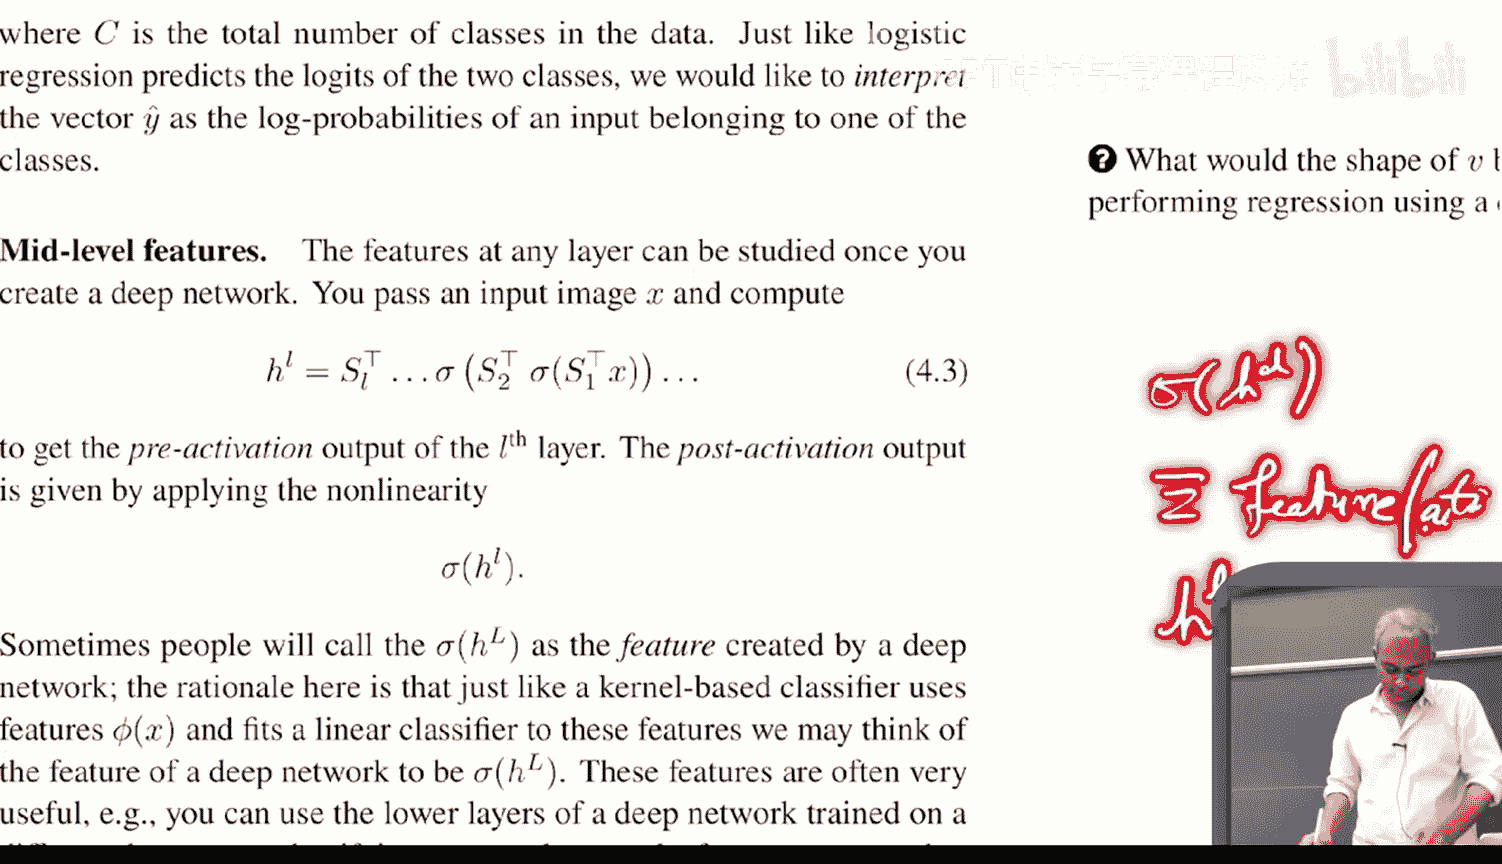 where C is the total number of classes in the data. Just like logistic
regression predicts the logits of the two classes, we would like to interpret
the vector ŷ as the log-probabilities of an input belonging to one of the
classes.
bilibili
❓ What would the shape of v
performing regression using a
Mid-level features. The features at any layer can be studied once you
create a deep network. You pass an input image x and compute
h^l = S_l^⊤ … σ (S_2^⊤ σ(S_1^⊤ x)) … (4.3)
to get the pre-activation output of the l^th layer. The post-activation output
is given by applying the nonlinearity
σ(h^l).
Sometimes people will call the σ(h^L) as the feature created by a deep
network; the rationale here is that just like a kernel-based classifier uses
features ϕ(x) and fits a linear classifier to these features we may think of
the feature of a deep network to be σ(h^L). These features are often very
useful, e.g., you can use the lower layers of a deep network trained on a
σ(h^d)
≡ feature/acti
h^l